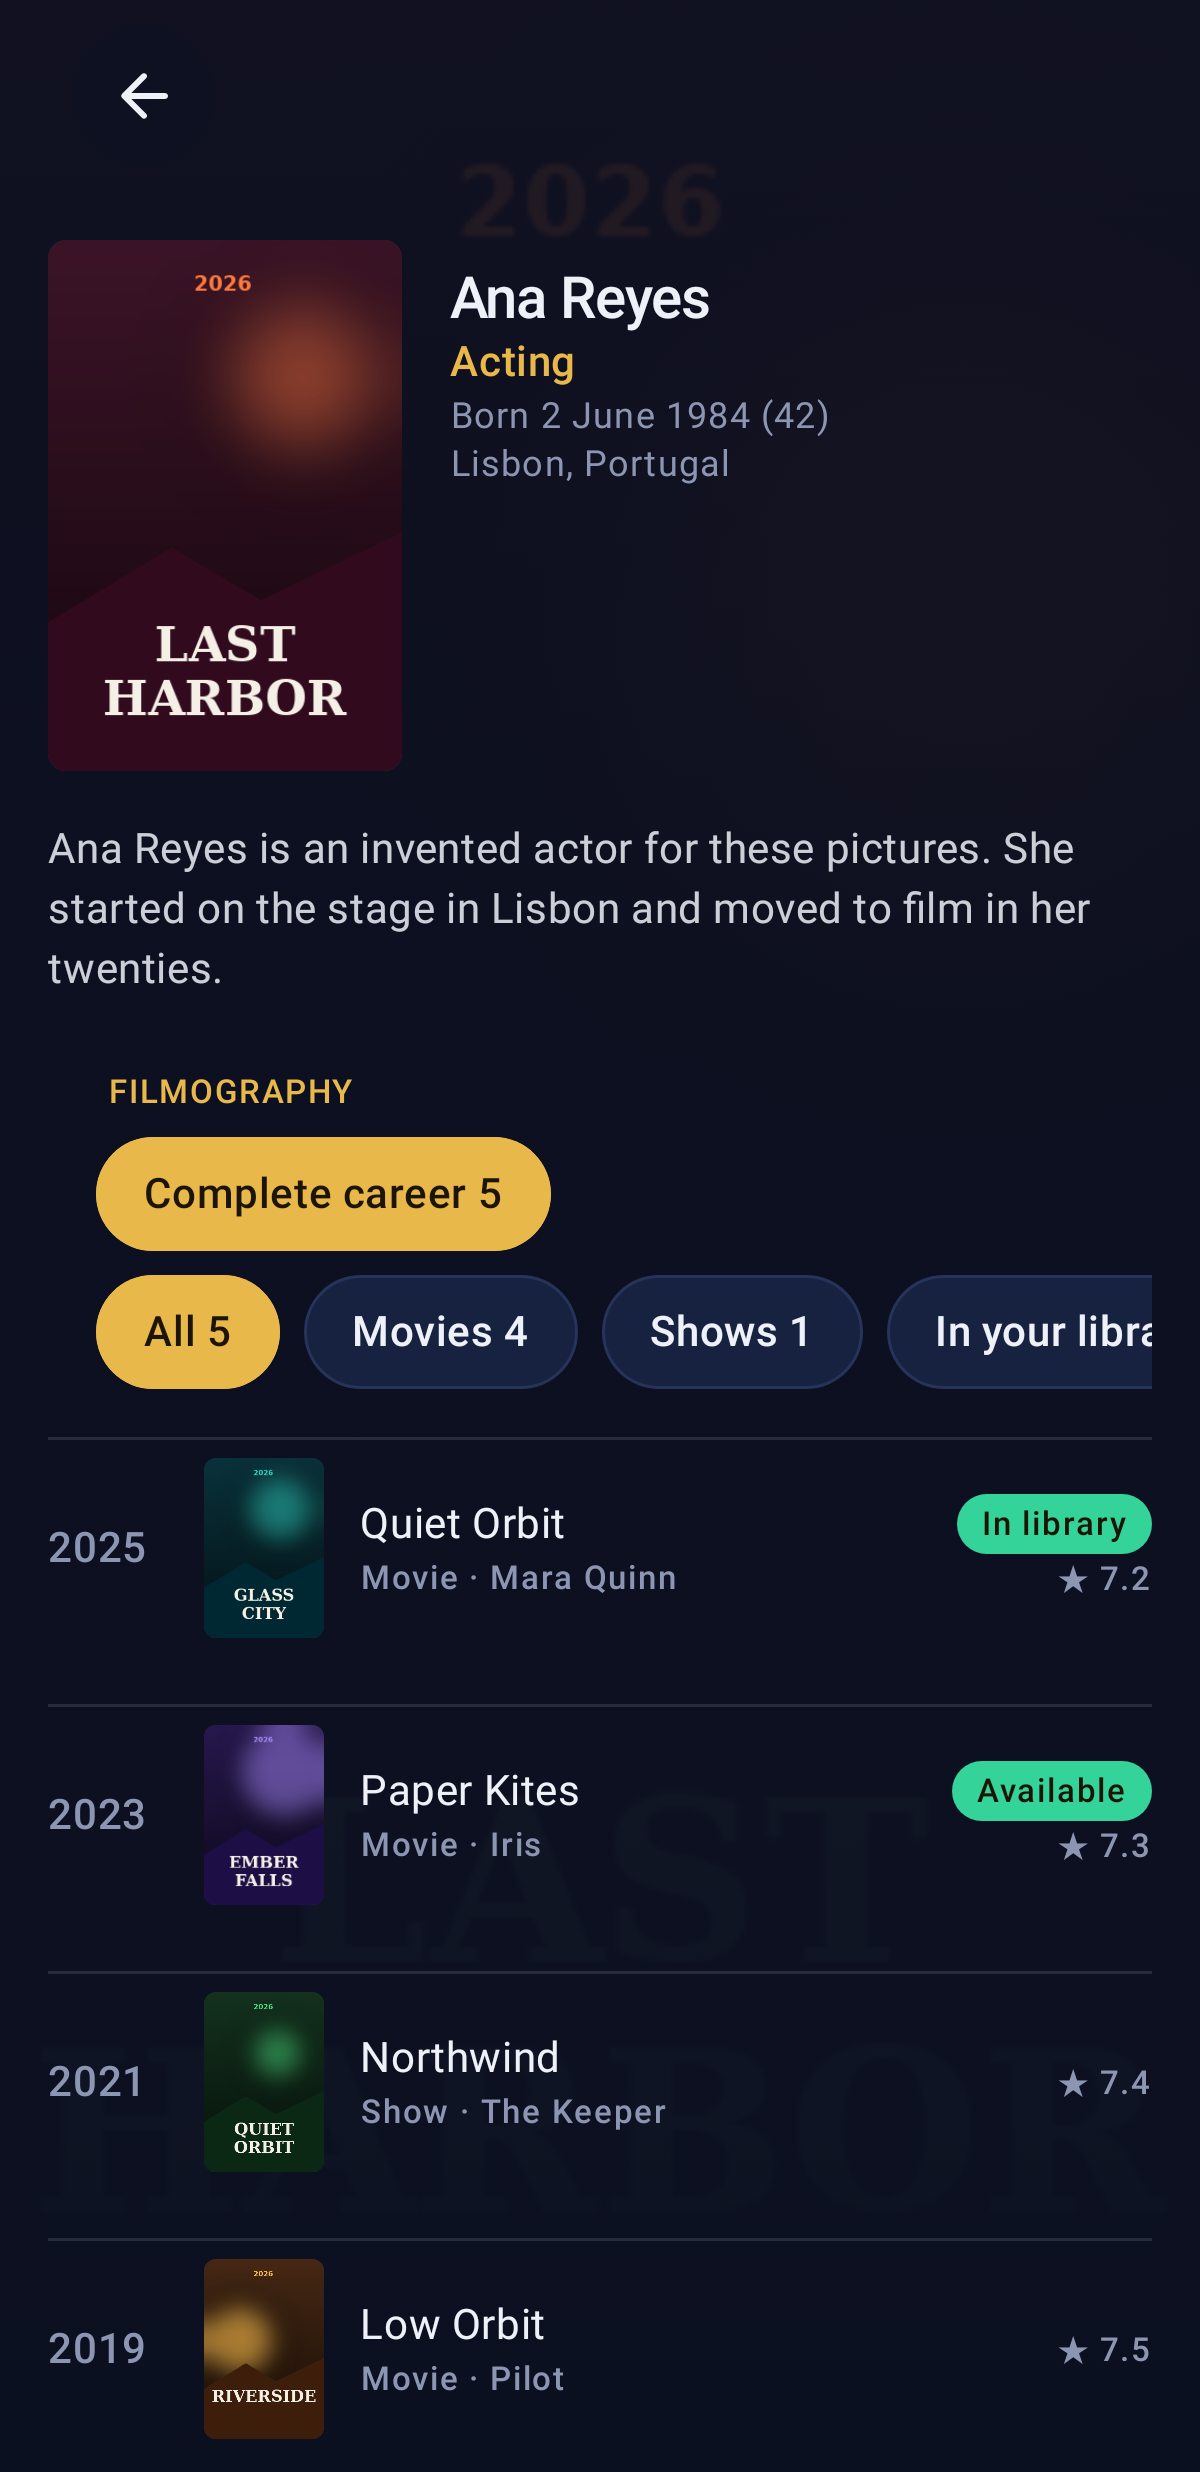 2026
2026
LAST
HARBOR
Ana Reyes
Acting
Born 2 June 1984 (42)
Lisbon, Portugal
Ana Reyes is an invented actor for these pictures. She
started on the stage in Lisbon and moved to film in her
twenties.
FILMOGRAPHY
Complete career 5
All 5
Movies 4
Shows 1
In your libra
2025
2026
GLASS
CITY
Quiet Orbit
Movie · Mara Quinn
In library
★ 7.2
2023
2026
EMBER
FALLS
Paper Kites
Movie · Iris
Available
★ 7.3
LAST
2021
2026
QUIET
ORBIT
Northwind
Show · The Keeper
★ 7.4
HARBOR
2019
2026
RIVERSIDE
Low Orbit
Movie · Pilot
★ 7.5